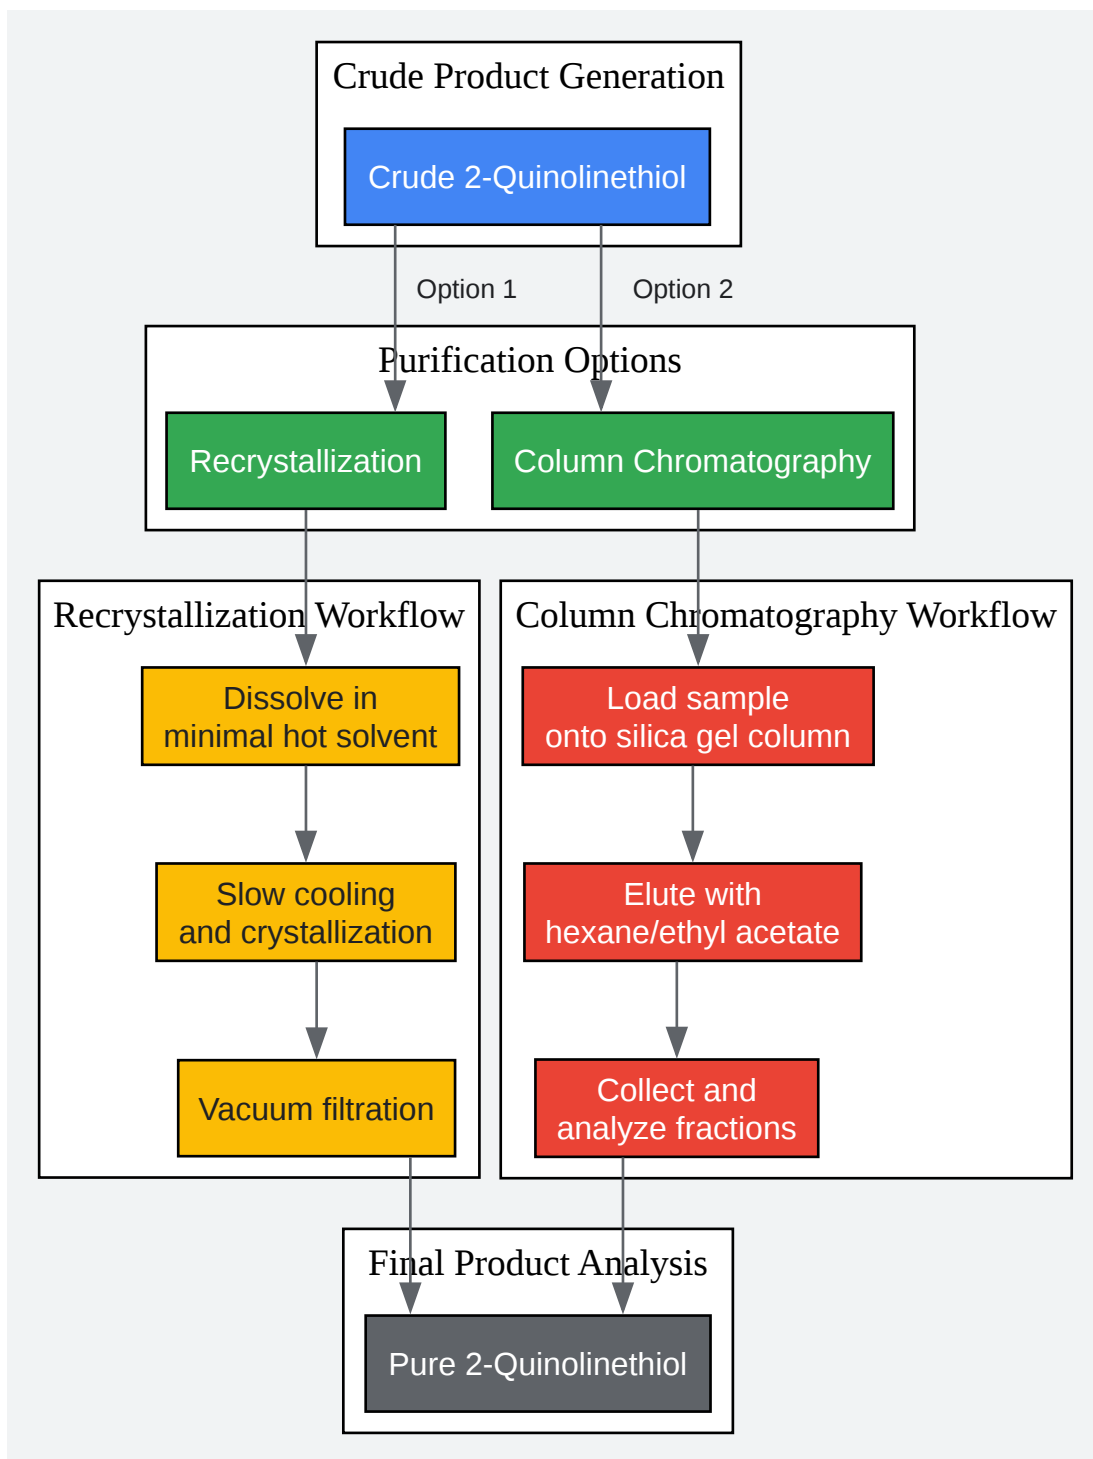 Crude Product Generation
Crude 2-Quinolinethiol
Option 1
Option 2
Purification Options
Recrystallization
Column Chromatography
Recrystallization Workflow
Dissolve in
minimal hot solvent
Slow cooling
and crystallization
Vacuum filtration
Column Chromatography Workflow
Load sample
onto silica gel column
Elute with
hexane/ethyl acetate
Collect and
analyze fractions
Final Product Analysis
Pure 2-Quinolinethiol